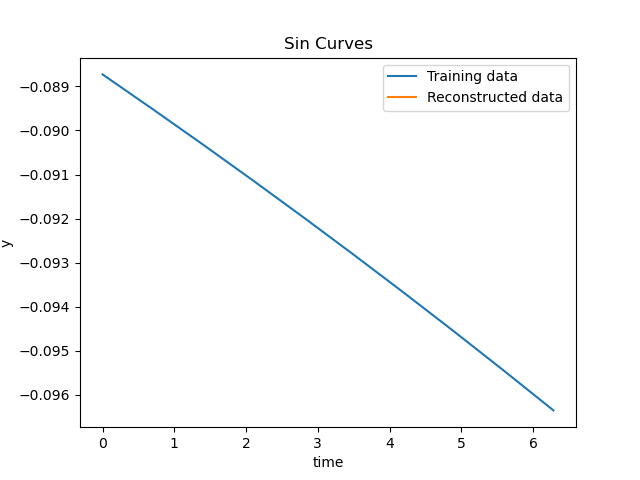 Sin Curves
Training data
Reconstructed data
−0.089
−0.090
−0.091
−0.092
−0.093
−0.094
−0.095
−0.096
y
0 1 2 3 4 5 6
time